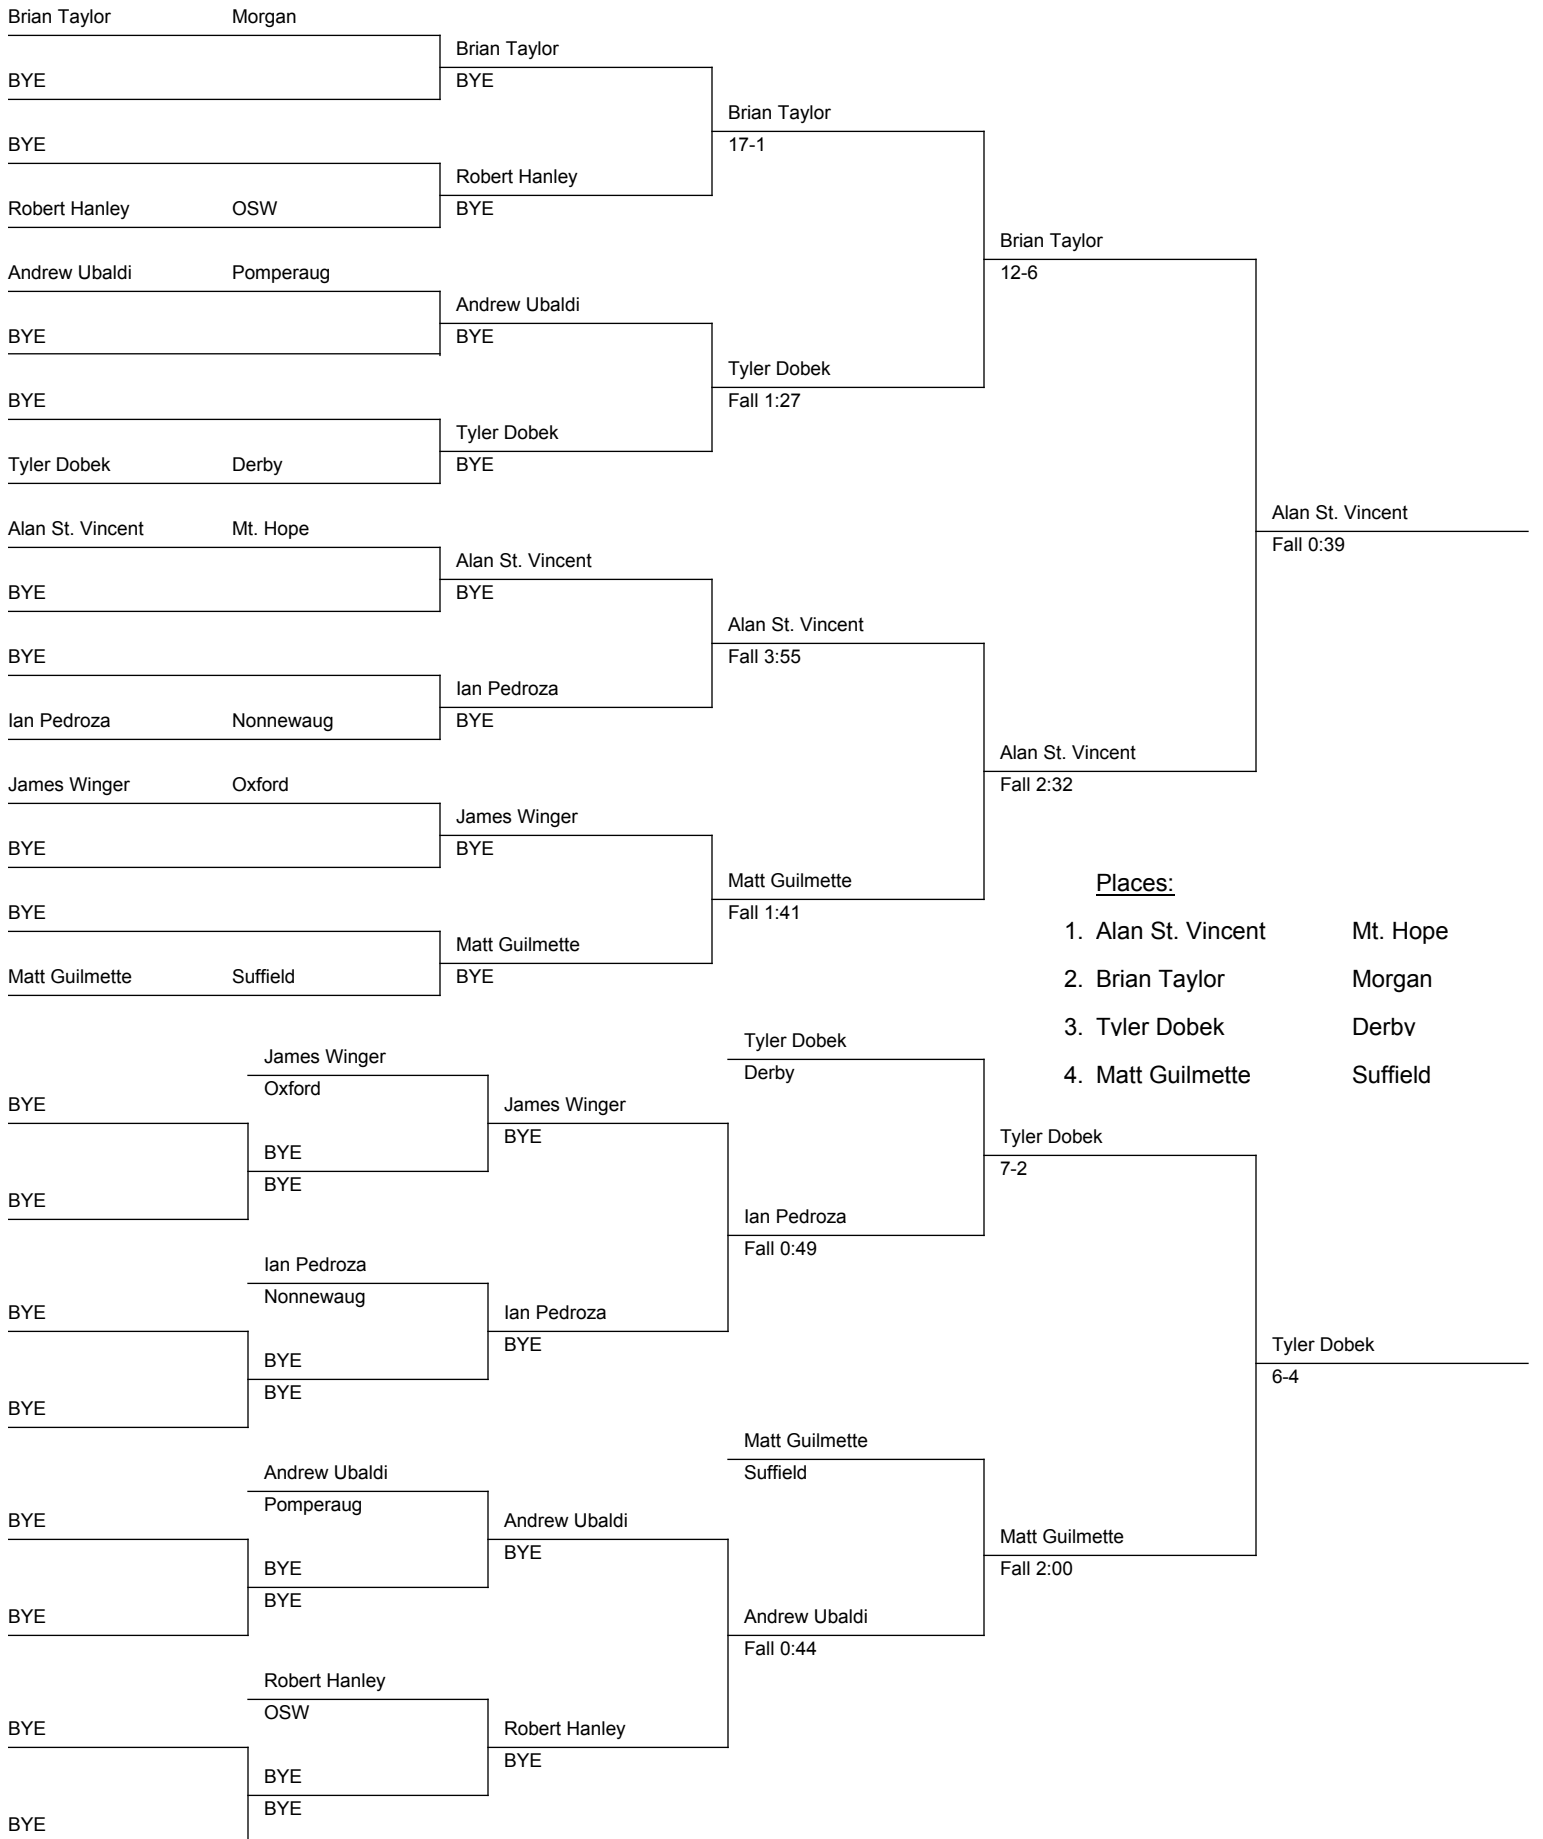 Brian Taylor Morgan
Brian Taylor
BYE BYE
Brian Taylor
BYE 17-1
Robert Hanley
Robert Hanley OSW BYE
Brian Taylor
Andrew Ubaldi Pomperaug 12-6
Andrew Ubaldi
BYE BYE
Tyler Dobek
BYE Fall 1:27
Tyler Dobek
Tyler Dobek Derby BYE
Alan St. Vincent
Alan St. Vincent Mt. Hope
Fall 0:39
Alan St. Vincent
BYE BYE
Alan St. Vincent
BYE Fall 3:55
Ian Pedroza
Ian Pedroza Nonnewaug BYE
Alan St. Vincent
James Winger Oxford Fall 2:32
James Winger
BYE BYE
Matt Guilmette Places:
BYE Fall 1:41
1. Alan St. Vincent Mt. Hope
Matt Guilmette
Matt Guilmette Suffield BYE
2. Brian Taylor Morgan
3. Tyler Dobek Derby
Tyler Dobek
James Winger
Derby 4. Matt Guilmette Suffield
Oxford
BYE James Winger
BYE Tyler Dobek
BYE
7-2
BYE
BYE
Ian Pedroza
Fall 0:49
Ian Pedroza
Nonnewaug
BYE Ian Pedroza
BYE Tyler Dobek
BYE
6-4
BYE
BYE
Matt Guilmette
Andrew Ubaldi Suffield
Pomperaug
BYE Andrew Ubaldi
Matt Guilmette
BYE
BYE Fall 2:00
BYE
BYE Andrew Ubaldi
Fall 0:44
Robert Hanley
OSW
BYE Robert Hanley
BYE
BYE
BYE
BYE